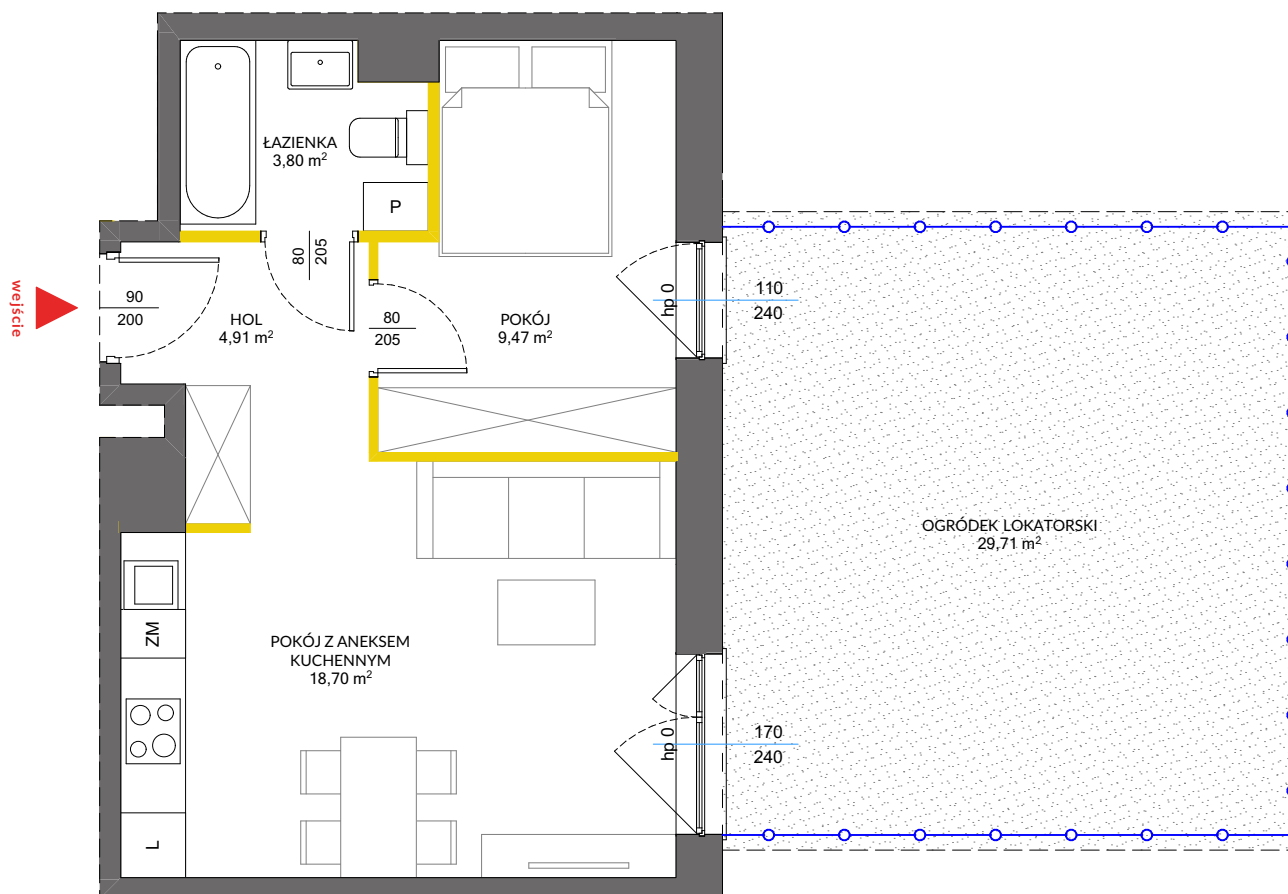 ŁAZIENKA
3,80 m²
P
80
205
wejście
90
200
HOL
4,91 m²
80
205
POKÓJ
9,47 m²
hp 0
110
240
OGRÓDEK LOKATORSKI
29,71 m²
ZM
POKÓJ Z ANEKSEM
KUCHENNYM
18,70 m²
hp 0
170
240
L